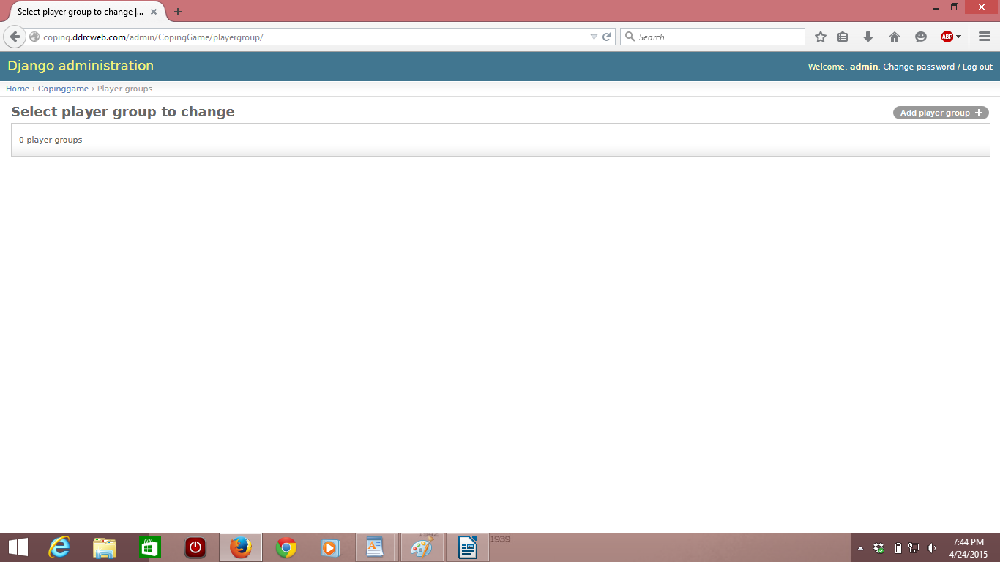 Select player group to change |...
coping.ddrcweb.com/admin/CopingGame/playergroup/
Search
ABP
Django administration
Welcome, admin. Change password / Log out
Home › Copinggame › Player groups
Select player group to change
Add player group
0 player groups
1942
1939
7:44 PM
4/24/2015